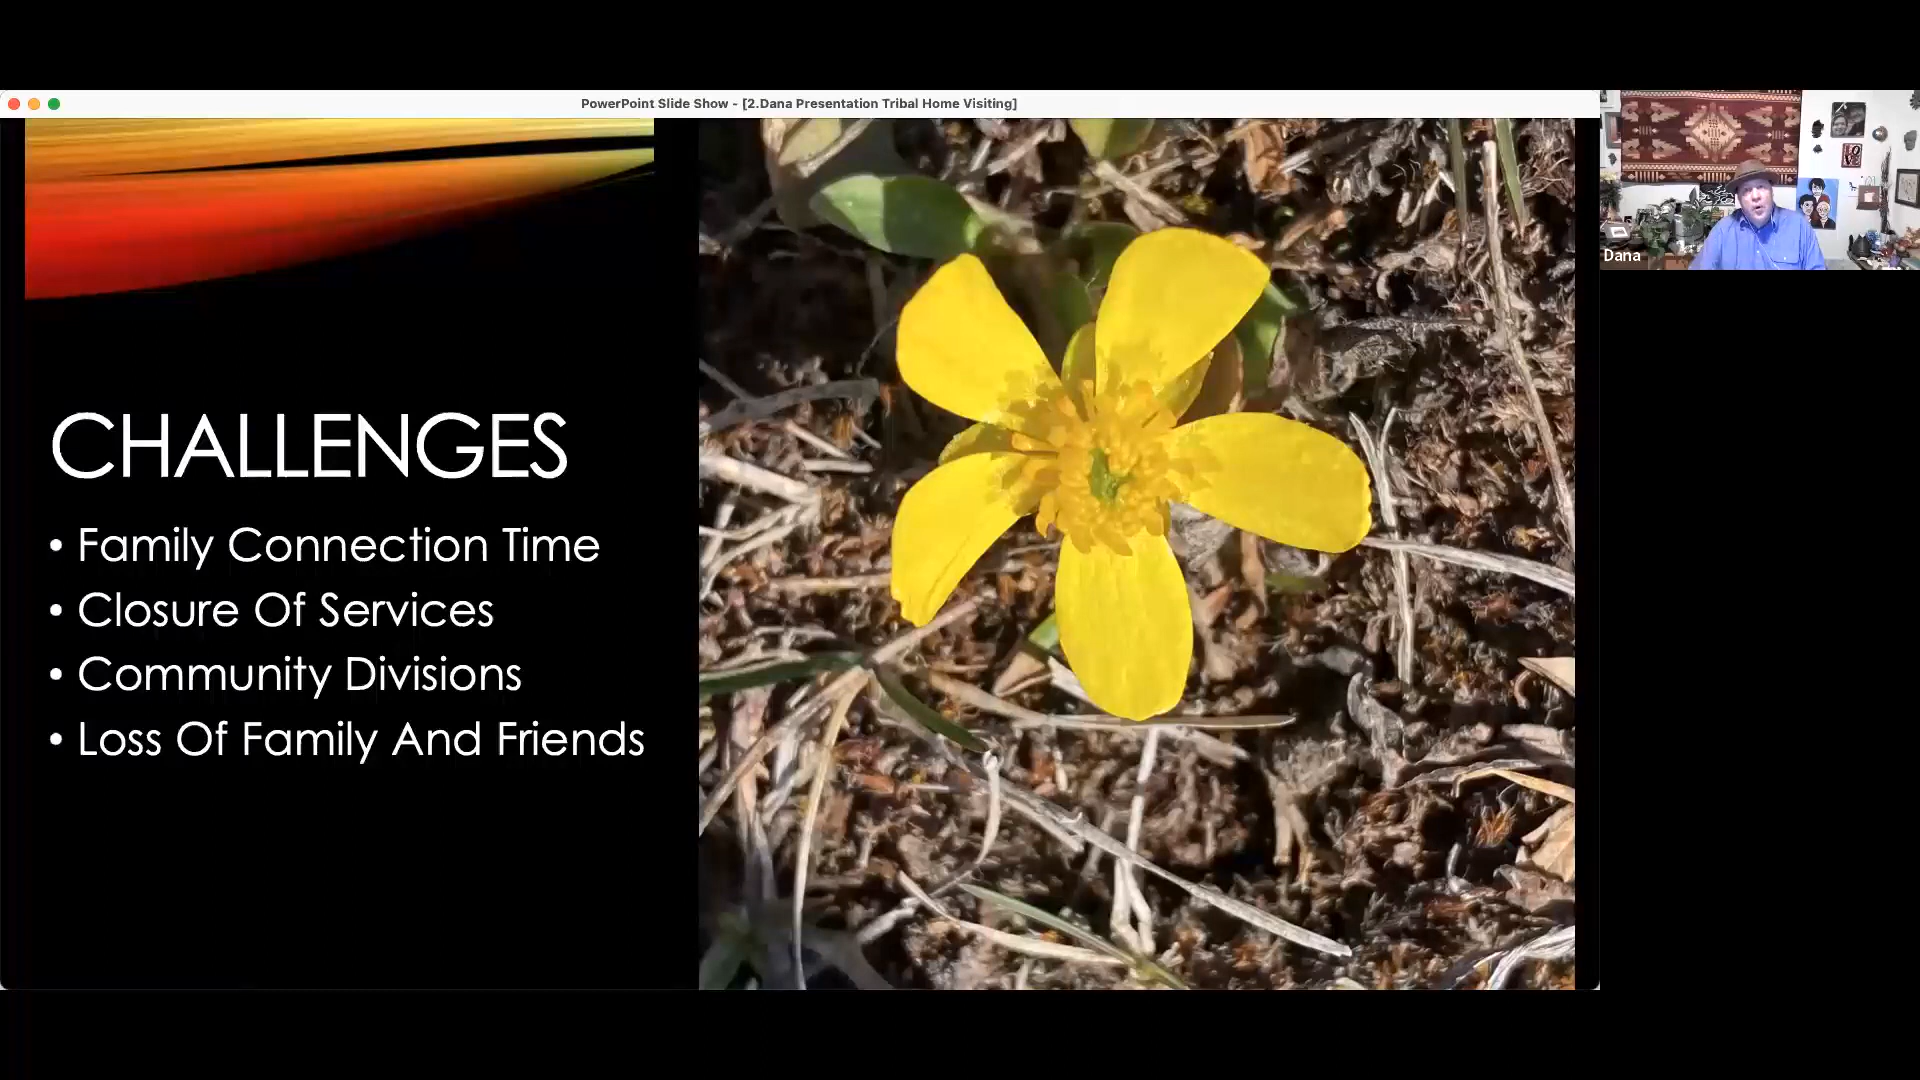 PowerPoint Slide Show - [2.Dana Presentation Tribal Home Visiting]
CHALLENGES
• Family Connection Time
• Closure Of Services
• Community Divisions
• Loss Of Family And Friends
LOVE
Dana